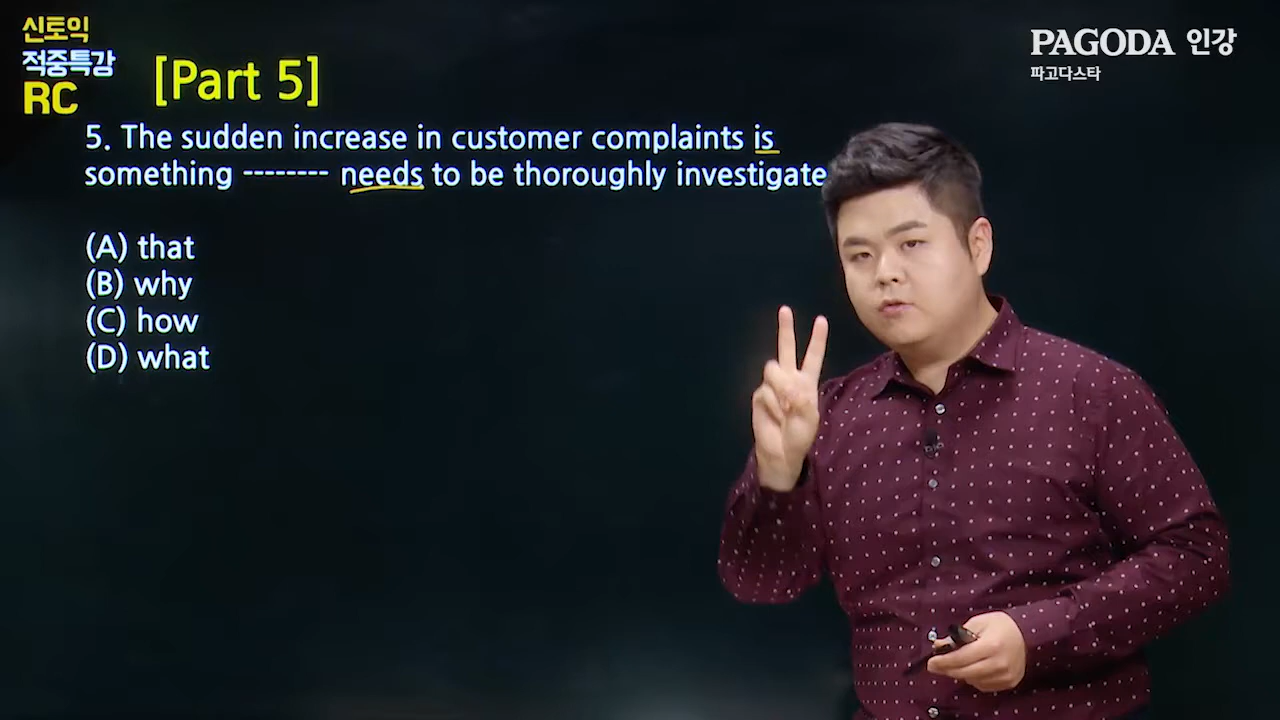 신토익
적중특강
RC
[Part 5]
PAGODA 인강
파고다스타
5. The sudden increase in customer complaints is
something -------- needs to be thoroughly investigate
(A) that
(B) why
(C) how
(D) what